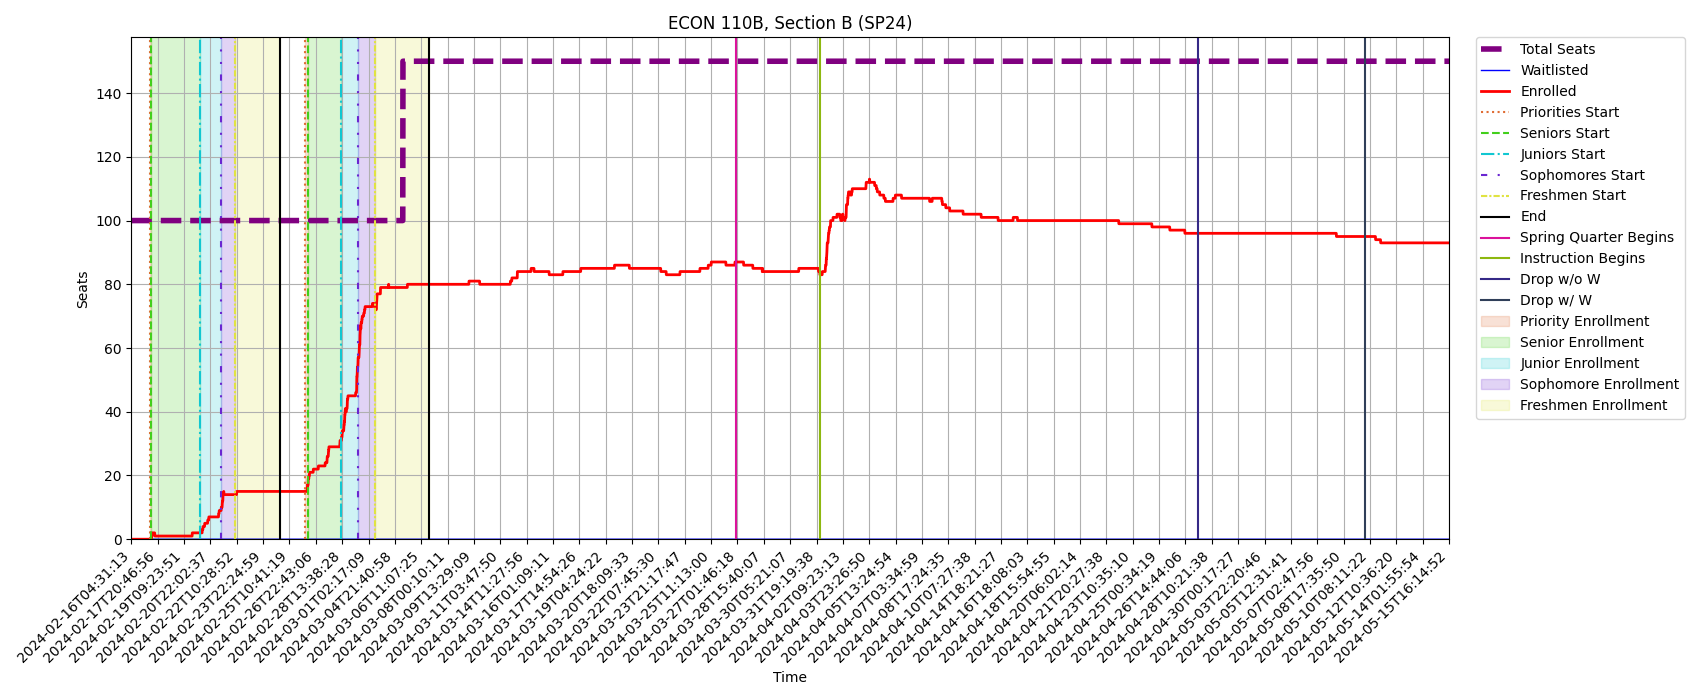 ECON 110B, Section B (SP24)
Total Seats
Waitlisted
Enrolled
Priorities Start
Seniors Start
Juniors Start
Sophomores Start
Freshmen Start
End
Spring Quarter Begins
Instruction Begins
Drop w/o W
Drop w/ W
Priority Enrollment
Senior Enrollment
Junior Enrollment
Sophomore Enrollment
Freshmen Enrollment
Seats
140
120
100
80
60
40
20
0
2024-02-16T04:31:13
2024-02-17T20:46:56
2024-02-19T09:23:51
2024-02-20T22:02:37
2024-02-22T10:28:52
2024-02-23T22:24:59
2024-02-25T10:41:19
2024-02-26T22:43:06
2024-02-28T13:38:28
2024-03-01T02:17:09
2024-03-04T21:40:58
2024-03-06T11:07:25
2024-03-08T00:10:11
2024-03-09T13:29:09
2024-03-11T03:47:50
2024-03-14T11:27:56
2024-03-16T01:09:11
2024-03-17T14:54:26
2024-03-19T04:24:22
2024-03-20T18:09:33
2024-03-22T07:45:30
2024-03-23T21:17:47
2024-03-25T11:13:00
2024-03-27T01:46:18
2024-03-28T15:40:07
2024-03-30T05:21:07
2024-03-31T19:19:38
2024-04-02T09:23:13
2024-04-03T23:26:50
2024-04-05T13:24:54
2024-04-07T03:34:59
2024-04-08T17:24:35
2024-04-10T07:27:38
2024-04-14T18:21:27
2024-04-16T18:08:03
2024-04-18T15:54:55
2024-04-20T06:02:14
2024-04-21T20:27:38
2024-04-23T10:35:10
2024-04-25T00:34:19
2024-04-26T14:44:06
2024-04-28T10:21:38
2024-04-30T00:17:27
2024-05-03T22:20:46
2024-05-05T12:31:41
2024-05-07T02:47:56
2024-05-08T17:35:50
2024-05-10T08:11:22
2024-05-12T10:36:20
2024-05-14T01:55:54
2024-05-15T16:14:52
Time